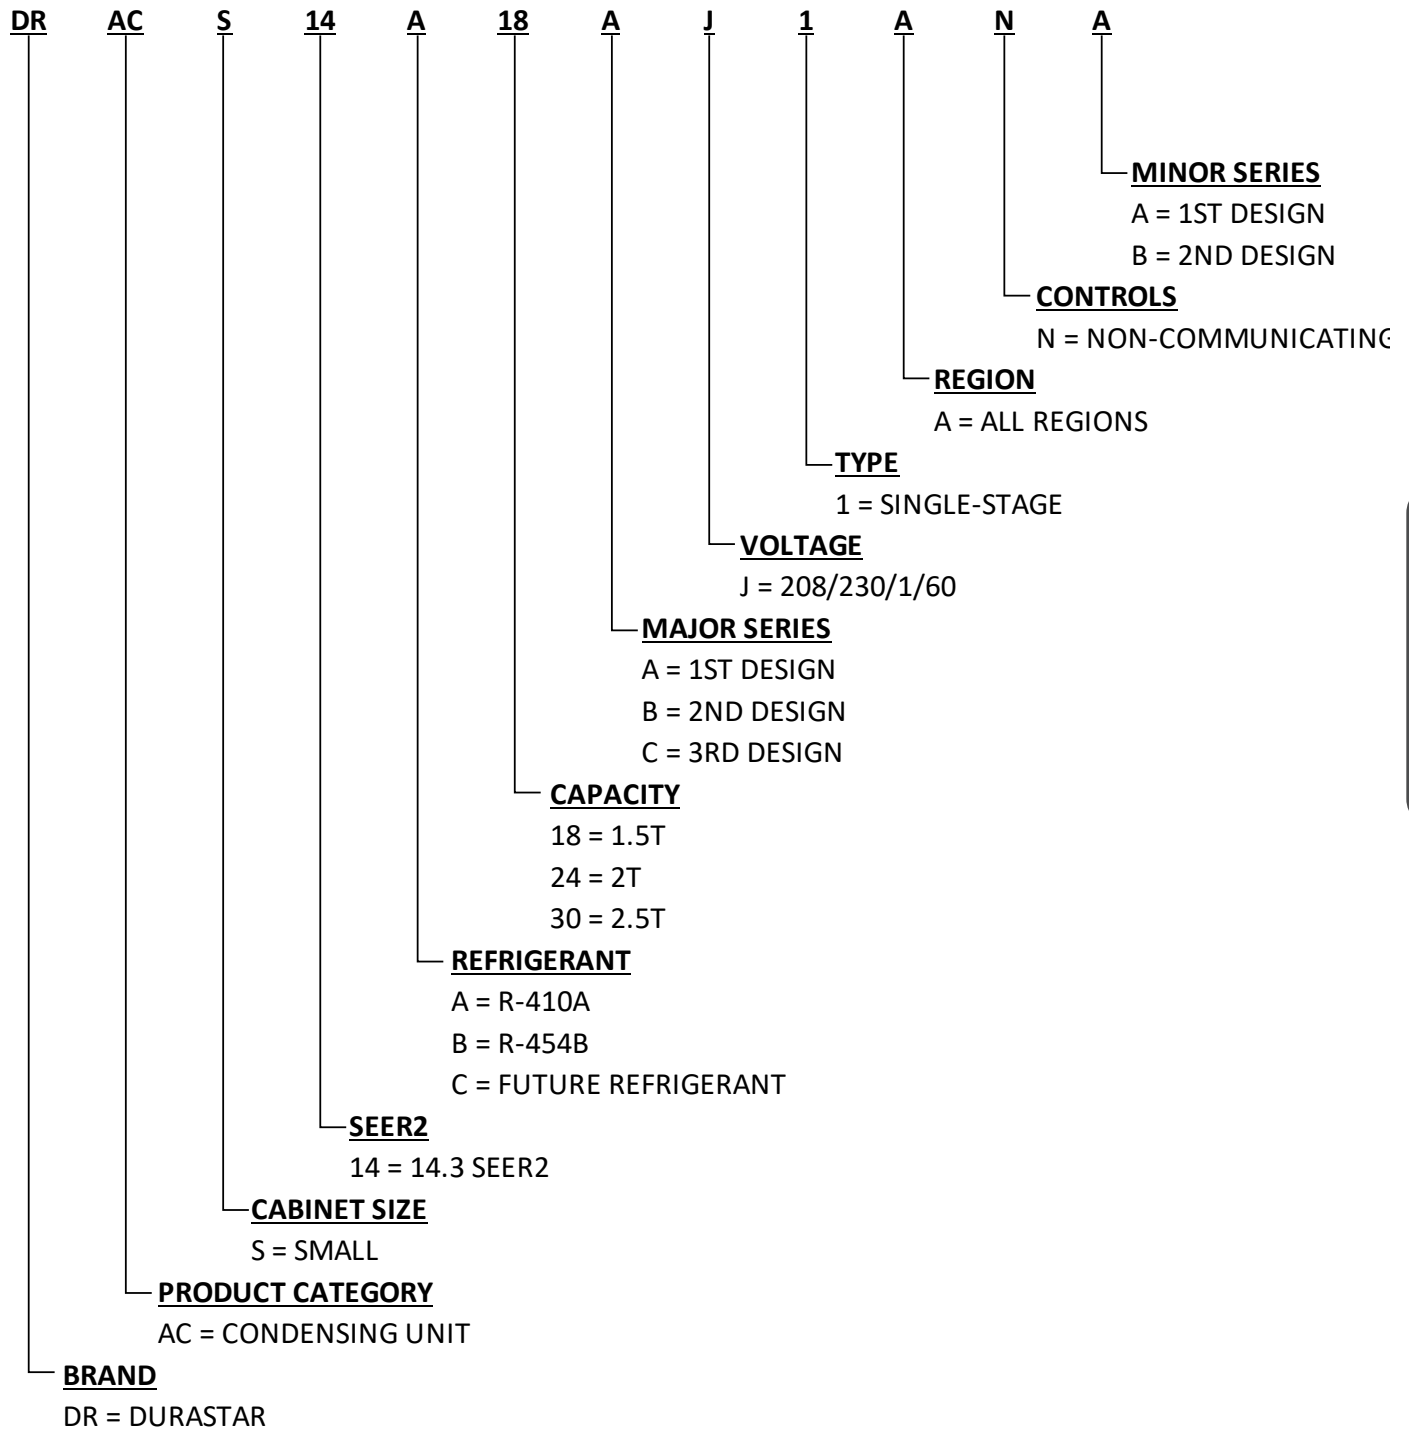 DR AC S 14 A 18 A J 1 A N A
MINOR SERIES
A = 1ST DESIGN
B = 2ND DESIGN
CONTROLS
N = NON-COMMUNICATING
REGION
A = ALL REGIONS
TYPE
1 = SINGLE-STAGE
VOLTAGE
J = 208/230/1/60
MAJOR SERIES
A = 1ST DESIGN
B = 2ND DESIGN
C = 3RD DESIGN
CAPACITY
18 = 1.5T
24 = 2T
30 = 2.5T
REFRIGERANT
A = R-410A
B = R-454B
C = FUTURE REFRIGERANT
SEER2
14 = 14.3 SEER2
CABINET SIZE
S = SMALL
PRODUCT CATEGORY
AC = CONDENSING UNIT
BRAND
DR = DURASTAR